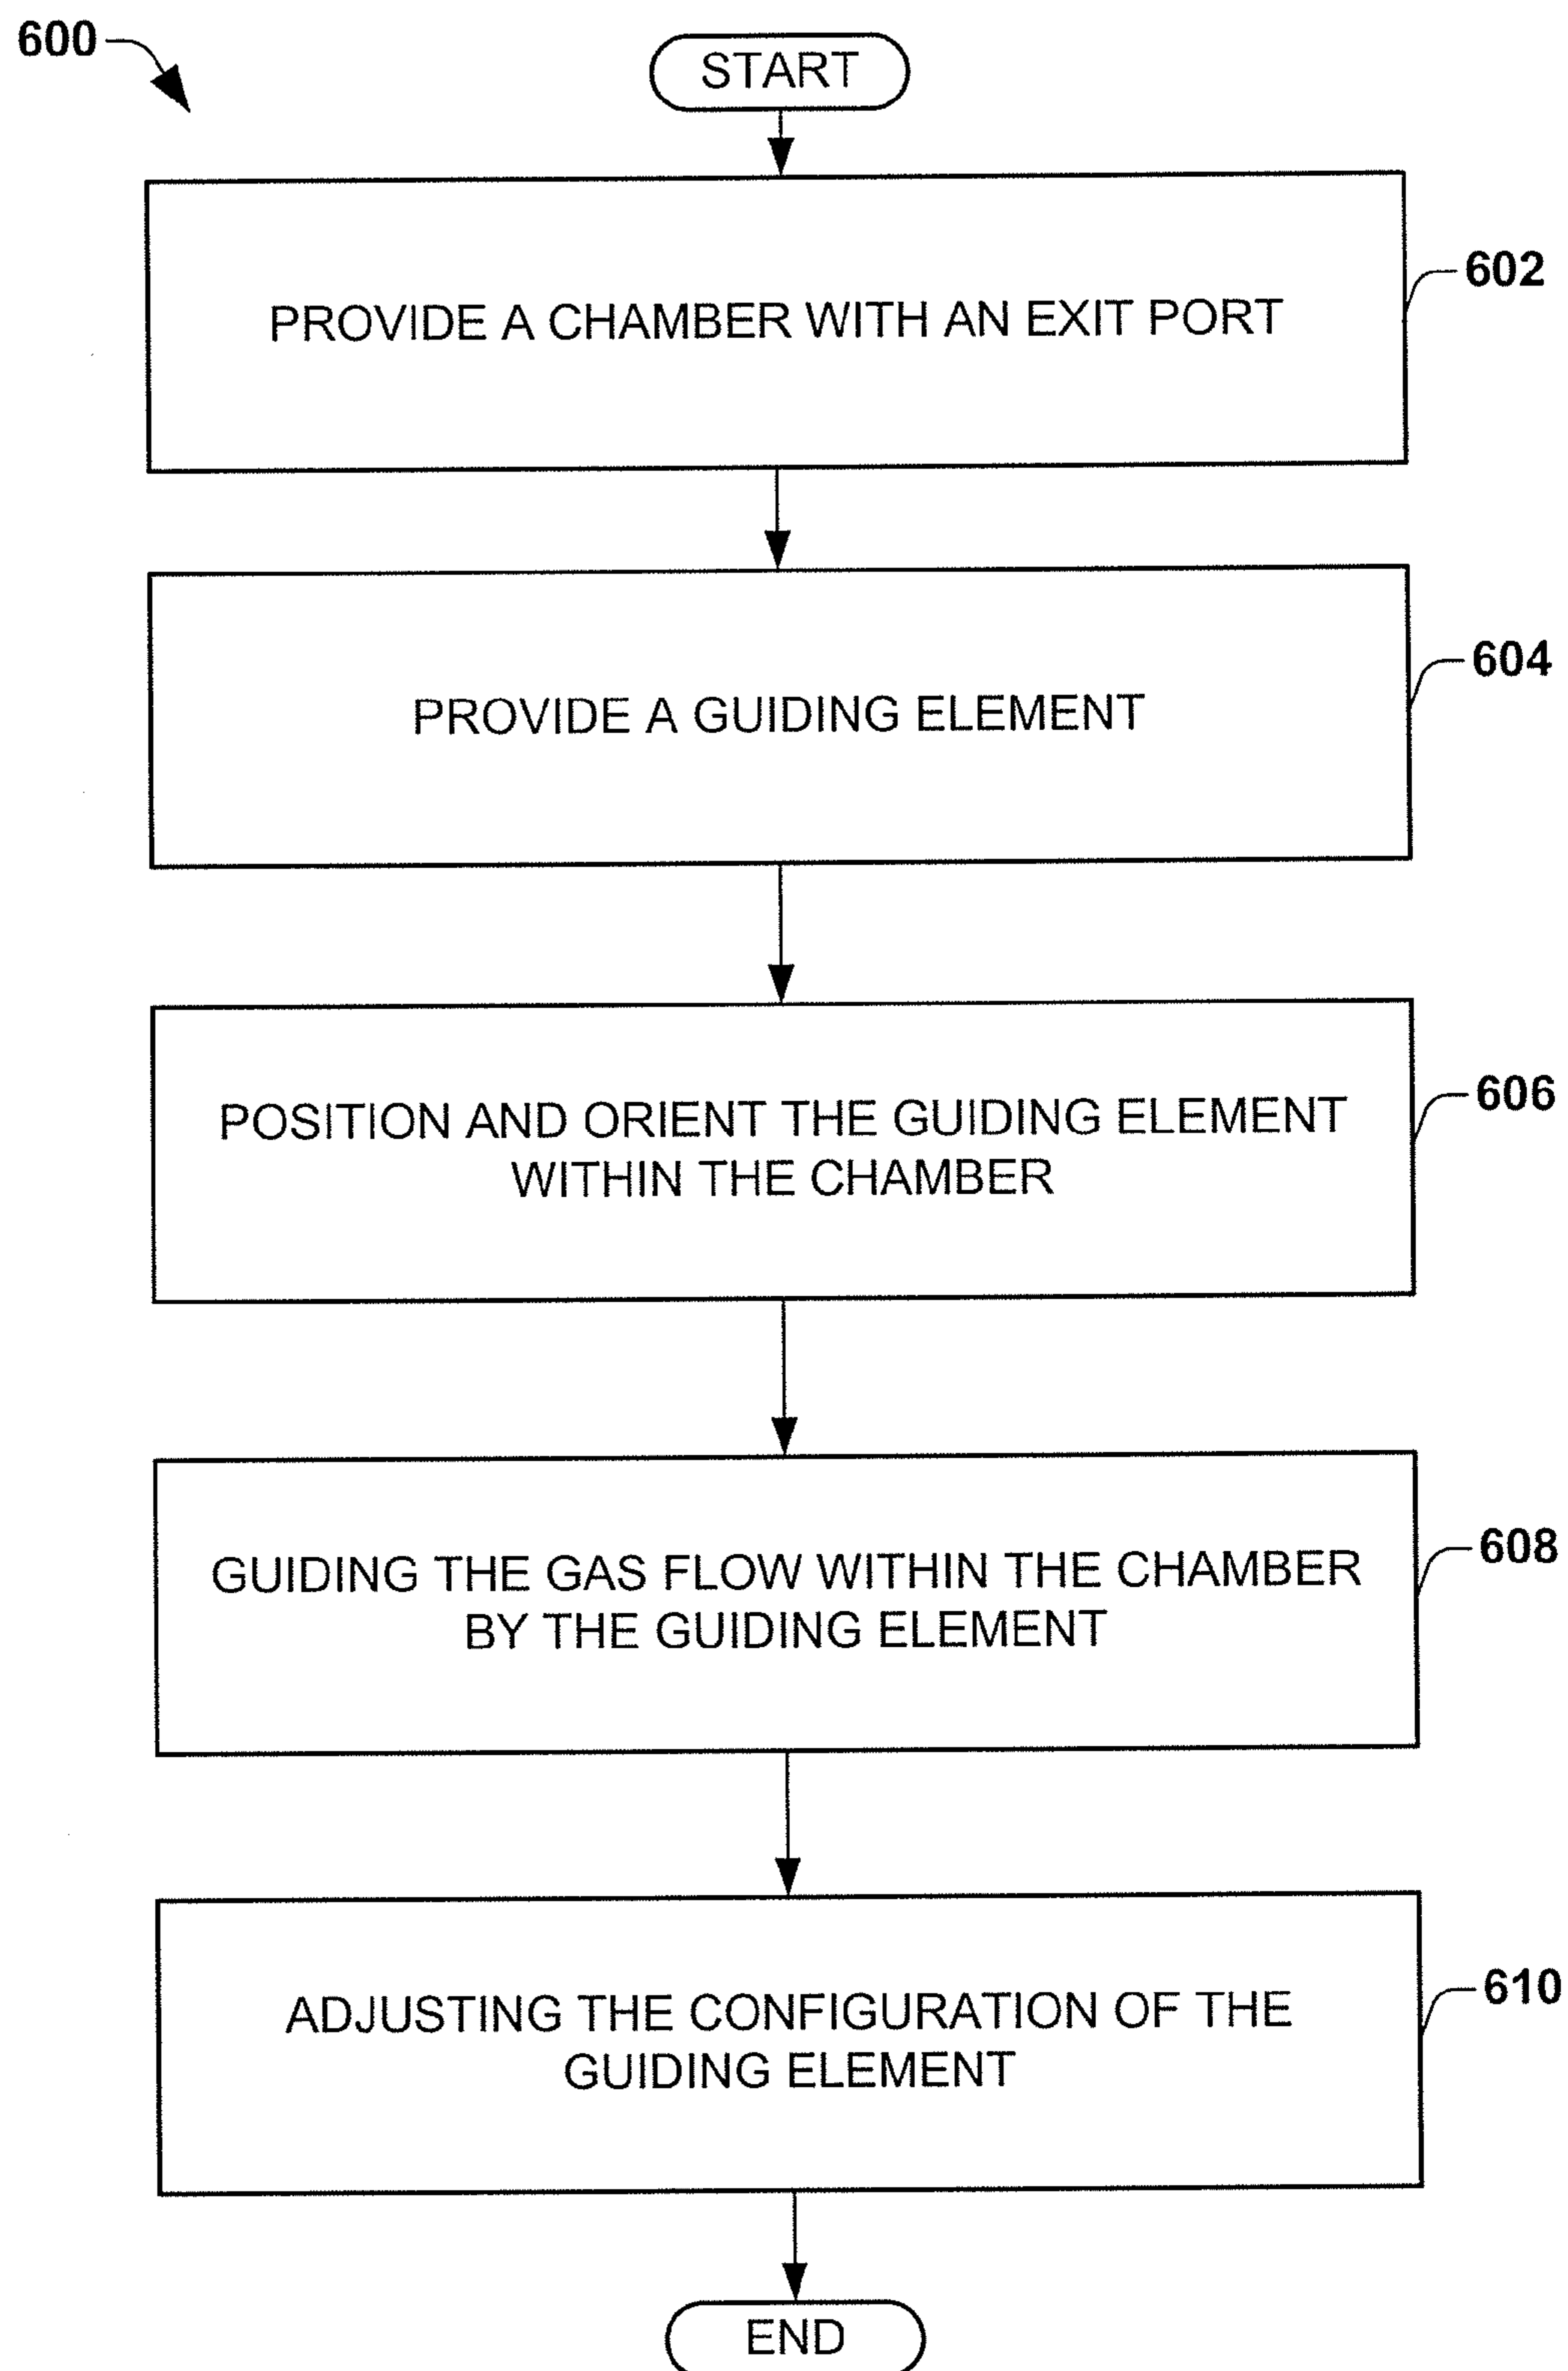 600
START
PROVIDE A CHAMBER WITH AN EXIT PORT
602
PROVIDE A GUIDING ELEMENT
604
POSITION AND ORIENT THE GUIDING ELEMENT
WITHIN THE CHAMBER
606
GUIDING THE GAS FLOW WITHIN THE CHAMBER
BY THE GUIDING ELEMENT
608
ADJUSTING THE CONFIGURATION OF THE
GUIDING ELEMENT
610
END